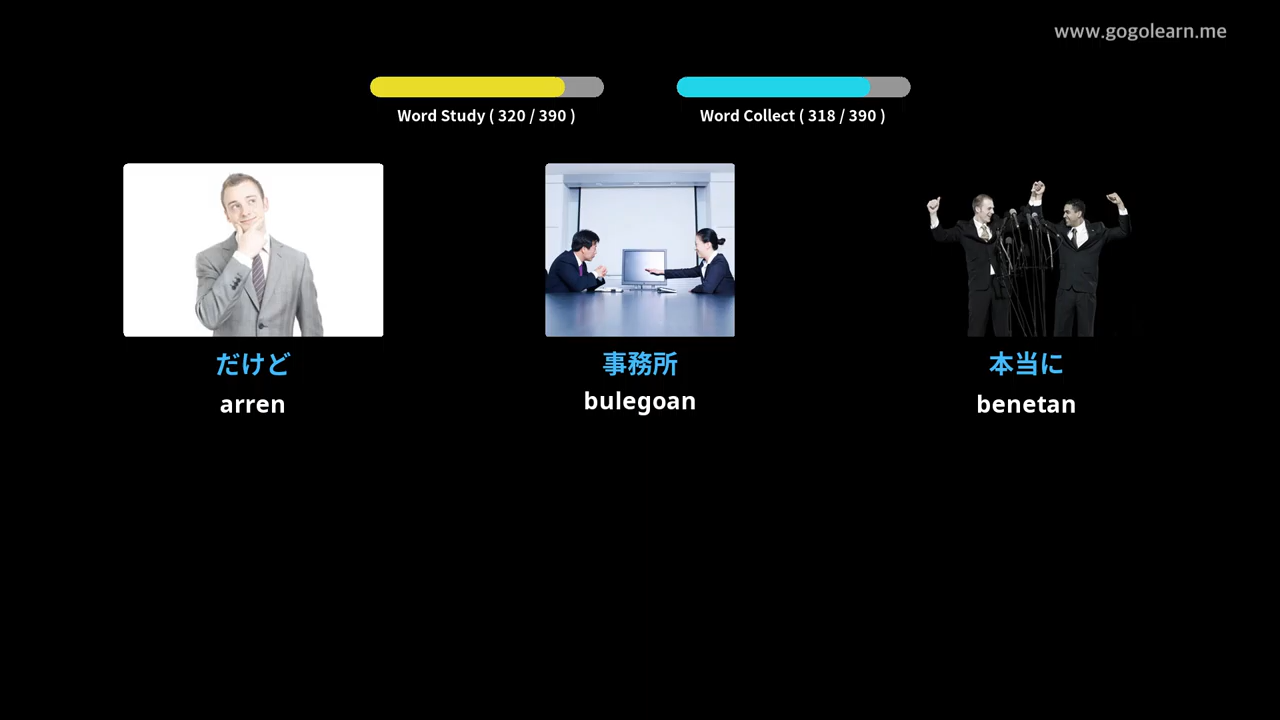 www.gogolearn.me
Word Study ( 320 / 390 )
Word Collect ( 318 / 390 )
だけど
事務所
本当に
arren
bulegoan
benetan